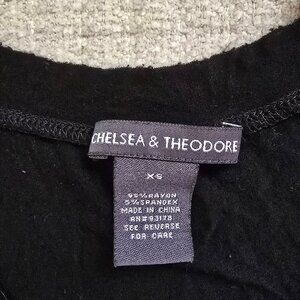 CHELSEA & THEODORE
XS
95% RAYON
5% SPANDEX
MADE IN CHINA
RN# 93178
SEE REVERSE
FOR CARE